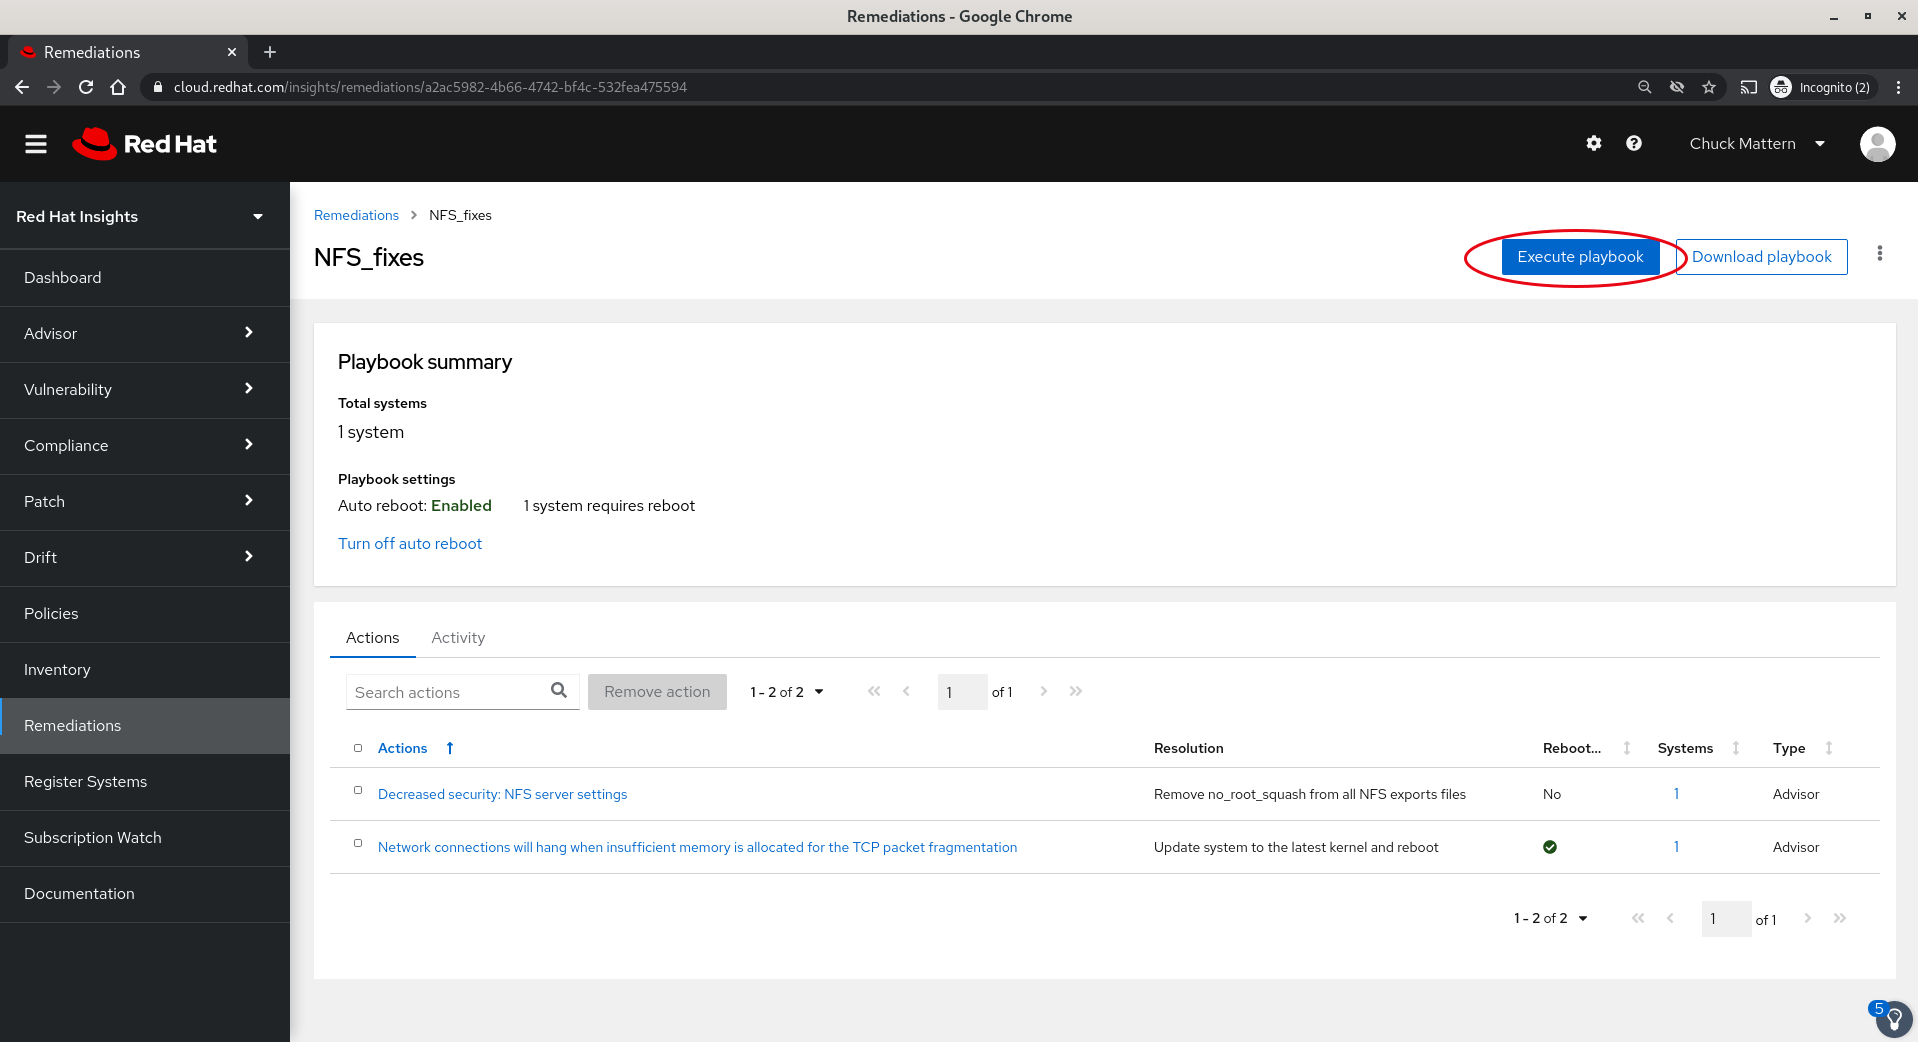 Remediations - Google Chrome
Remediations
cloud.redhat.com/insights/remediations/a2ac5982-4b66-4742-bf4c-532fea475594
Incognito (2)
Red Hat
Chuck Mattern
Red Hat Insights
Dashboard
Advisor
Vulnerability
Compliance
Patch
Drift
Policies
Inventory
Remediations
Register Systems
Subscription Watch
Documentation
Remediations > NFS_fixes
NFS_fixes
Execute playbook
Download playbook
Playbook summary
Total systems
1 system
Playbook settings
Auto reboot: Enabled 1 system requires reboot
Turn off auto reboot
Actions Activity
Search actions Remove action 1 - 2 of 2 1 of 1
Actions Resolution Reboot... Systems Type
Decreased security: NFS server settings Remove no_root_squash from all NFS exports files No 1 Advisor
Network connections will hang when insufficient memory is allocated for the TCP packet fragmentation Update system to the latest kernel and reboot 1 Advisor
1 - 2 of 2 1 of 1
5